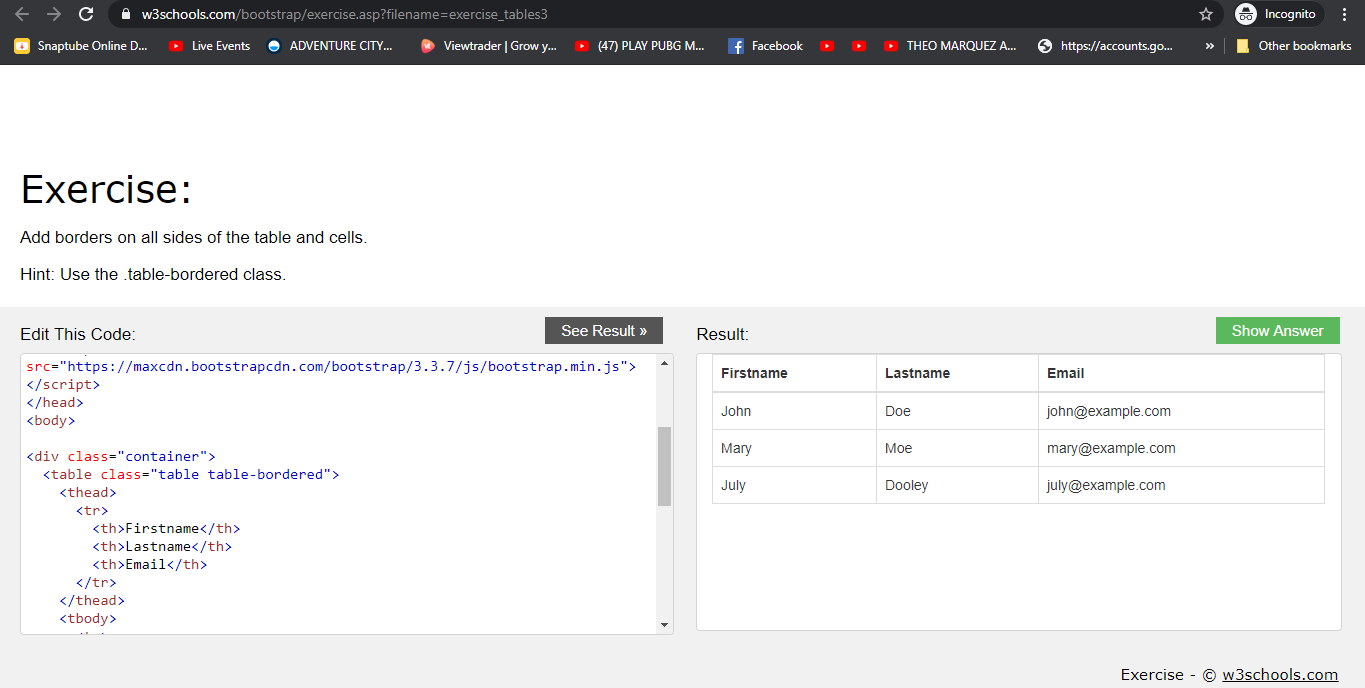 w3schools.com/bootstrap/exercise.asp?filename=exercise_tables3
Incognito
Snaptube Online D... Live Events ADVENTURE CITY... Viewtrader | Grow y... (47) PLAY PUBG M... Facebook THEO MARQUEZ A... https://accounts.go... » Other bookmarks
Exercise:
Add borders on all sides of the table and cells.
Hint: Use the .table-bordered class.
Edit This Code:
See Result »
src="https://maxcdn.bootstrapcdn.com/bootstrap/3.3.7/js/bootstrap.min.js">
</script>
</head>
<body>
<div class="container">
<table class="table table-bordered">
<thead>
<tr>
<th>Firstname</th>
<th>Lastname</th>
<th>Email</th>
</tr>
</thead>
<tbody>
Result:
Show Answer
Firstname Lastname Email
John Doe john@example.com
Mary Moe mary@example.com
July Dooley july@example.com
Exercise - © w3schools.com